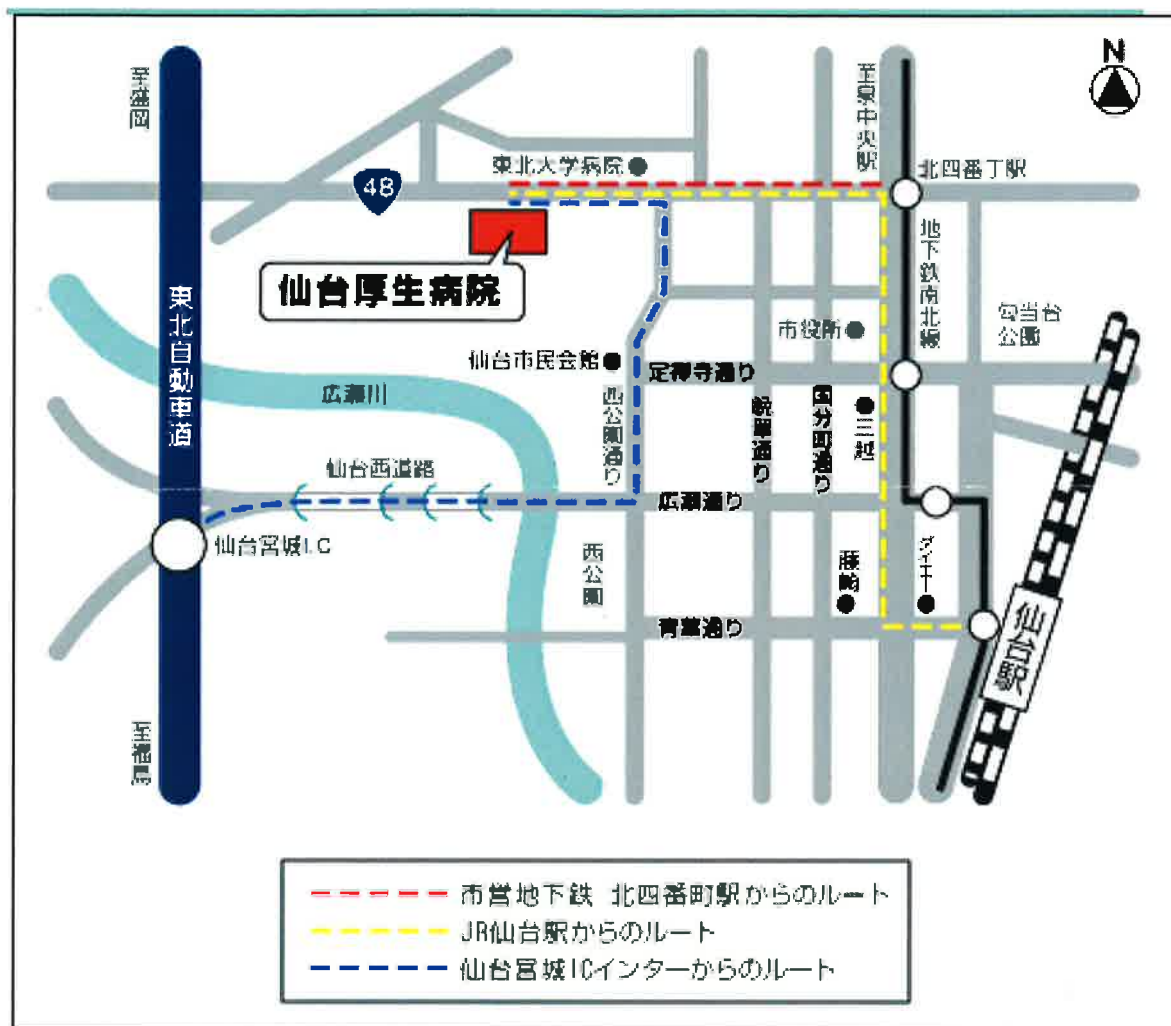 N
至盛岡
至泉中央駅
東北大学病院
北四番丁駅
48
仙台厚生病院
地下鉄南北線
東北自動車道
市役所
勾当台
公園
仙台市民会館
定禅寺通り
広瀬川
西公園通り
晩翠通り
国分町通り
三越
仙台西道路
広瀬通り
仙台宮城I.C
西公園
藤崎
ダイエー
青葉通り
仙台駅
市営地下鉄 北四番町駅からのルート
JR仙台駅からのルート
仙台宮城ICインターからのルート